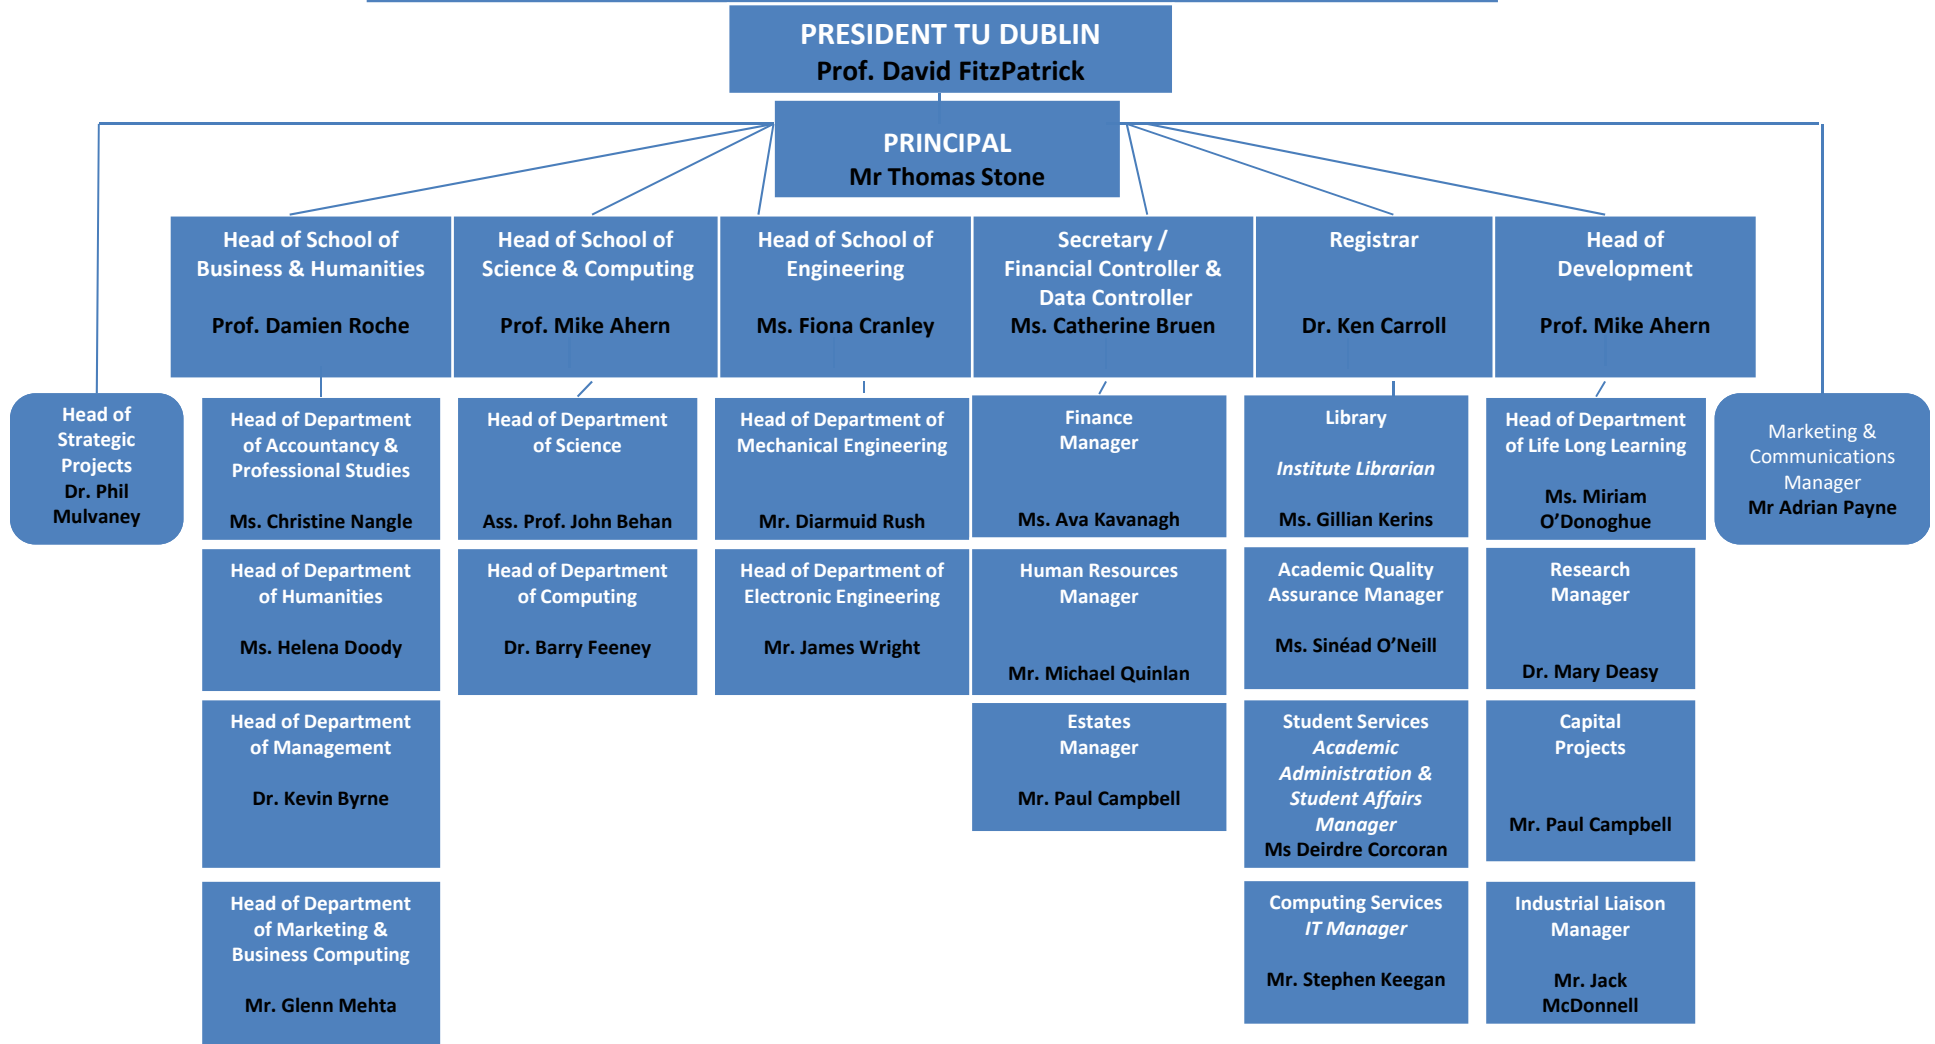 PRESIDENT TU DUBLIN
Prof. David FitzPatrick
PRINCIPAL
Mr Thomas Stone
Head of School of
Business & Humanities
Prof. Damien Roche
Head of School of
Science & Computing
Prof. Mike Ahern
Head of School of
Engineering
Ms. Fiona Cranley
Secretary /
Financial Controller &
Data Controller
Ms. Catherine Bruen
Registrar
Dr. Ken Carroll
Head of
Development
Prof. Mike Ahern
Head of
Strategic
Projects
Dr. Phil
Mulvaney
Head of Department
of Accountancy &
Professional Studies
Ms. Christine Nangle
Head of Department
of Science
Ass. Prof. John Behan
Head of Department of
Mechanical Engineering
Mr. Diarmuid Rush
Finance
Manager
Ms. Ava Kavanagh
Library
Institute Librarian
Ms. Gillian Kerins
Head of Department
of Life Long Learning
Ms. Miriam
O’Donoghue
Marketing &
Communications
Manager
Mr Adrian Payne
Head of Department
of Humanities
Ms. Helena Doody
Head of Department
of Computing
Dr. Barry Feeney
Head of Department of
Electronic Engineering
Mr. James Wright
Human Resources
Manager
Mr. Michael Quinlan
Academic Quality
Assurance Manager
Ms. Sinéad O’Neill
Research
Manager
Dr. Mary Deasy
Head of Department
of Management
Dr. Kevin Byrne
Estates
Manager
Mr. Paul Campbell
Student Services
Academic
Administration &
Student Affairs
Manager
Ms Deirdre Corcoran
Capital
Projects
Mr. Paul Campbell
Head of Department
of Marketing &
Business Computing
Mr. Glenn Mehta
Computing Services
IT Manager
Mr. Stephen Keegan
Industrial Liaison
Manager
Mr. Jack
McDonnell